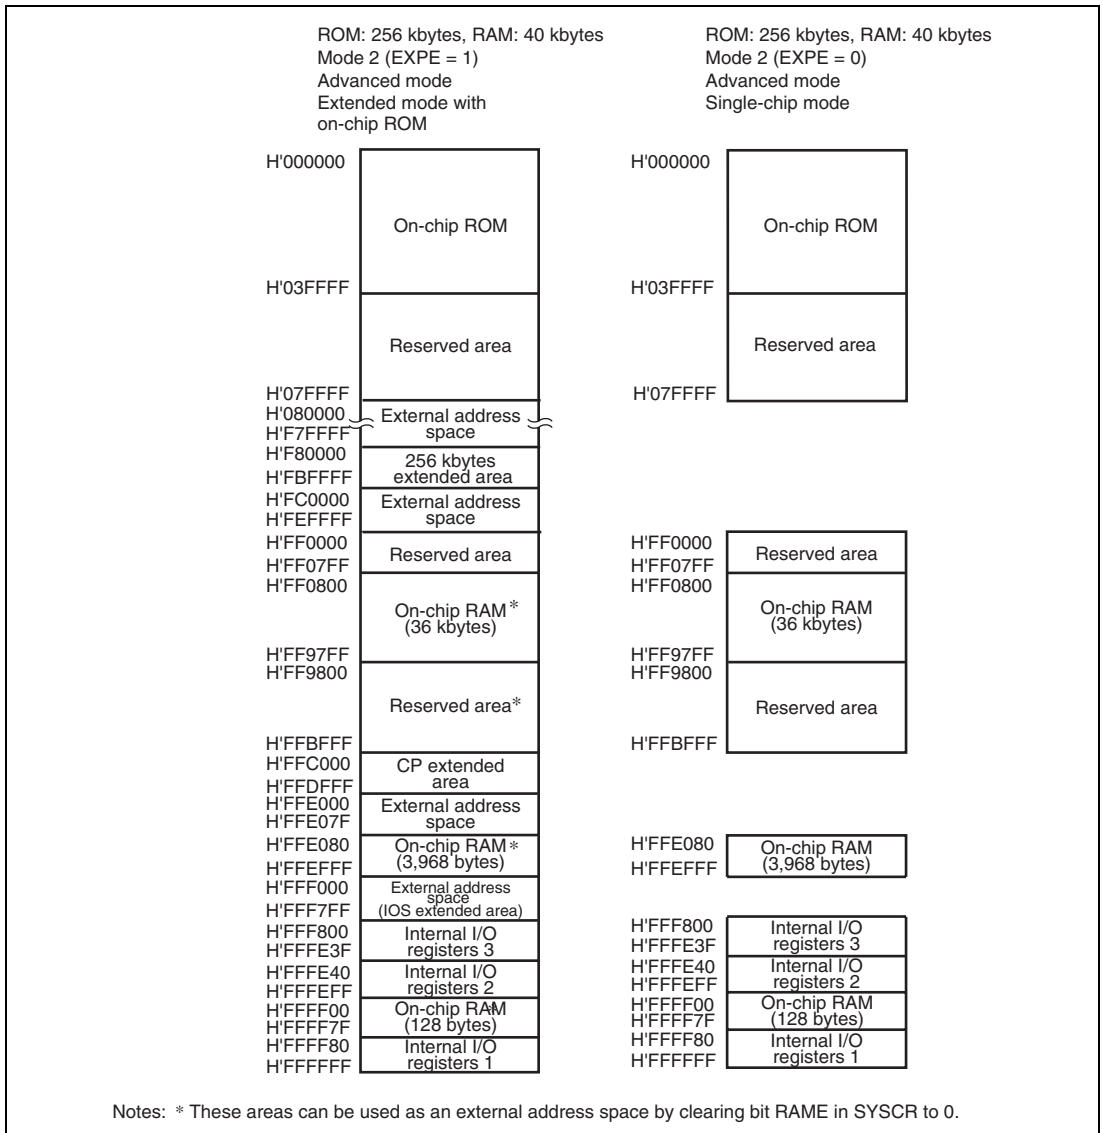 ROM: 256 kbytes, RAM: 40 kbytes
Mode 2 (EXPE = 1)
Advanced mode
Extended mode with
on-chip ROM
H'000000
On-chip ROM
H'03FFFF
Reserved area
H'07FFFF
H'080000
External address
space
H'F7FFFF
H'F80000
256 kbytes
extended area
H'FBFFFF
H'FC0000
External address
space
H'FEFFFF
H'FF0000
Reserved area
H'FF07FF
H'FF0800
On-chip RAM *
(36 kbytes)
H'FF97FF
H'FF9800
Reserved area*
H'FFBFFF
H'FFC000
CP extended
area
H'FFDFFF
H'FFE000
External address
space
H'FFE07F
H'FFE080
On-chip RAM *
(3,968 bytes)
H'FFEFFF
H'FFF000
External address
space
(IOS extended area)
H'FFF7FF
H'FFF800
Internal I/O
registers 3
H'FFFE3F
H'FFFE40
Internal I/O
registers 2
H'FFFEFF
H'FFFF00
On-chip RAM*
(128 bytes)
H'FFFF7F
H'FFFF80
Internal I/O
registers 1
H'FFFFFF
ROM: 256 kbytes, RAM: 40 kbytes
Mode 2 (EXPE = 0)
Advanced mode
Single-chip mode
H'000000
On-chip ROM
H'03FFFF
Reserved area
H'07FFFF
H'FF0000
Reserved area
H'FF07FF
H'FF0800
On-chip RAM
(36 kbytes)
H'FF97FF
H'FF9800
Reserved area
H'FFBFFF
H'FFE080
On-chip RAM
(3,968 bytes)
H'FFEFFF
H'FFF800
Internal I/O
registers 3
H'FFFE3F
H'FFFE40
Internal I/O
registers 2
H'FFFEFF
H'FFFF00
On-chip RAM
(128 bytes)
H'FFFF7F
H'FFFF80
Internal I/O
registers 1
H'FFFFFF
Notes: * These areas can be used as an external address space by clearing bit RAME in SYSCR to 0.